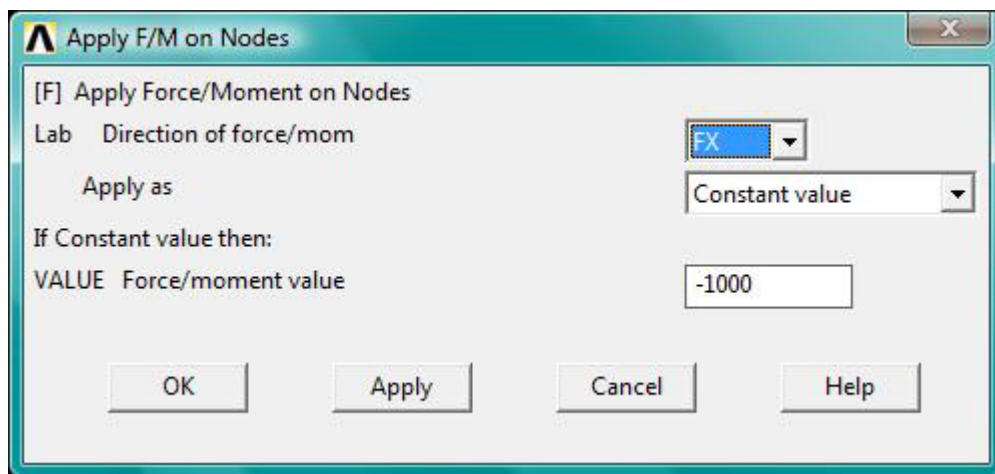 Apply F/M on Nodes
[F] Apply Force/Moment on Nodes
Lab Direction of force/mom FX
Apply as Constant value
If Constant value then:
VALUE Force/moment value -1000
OK Apply Cancel Help